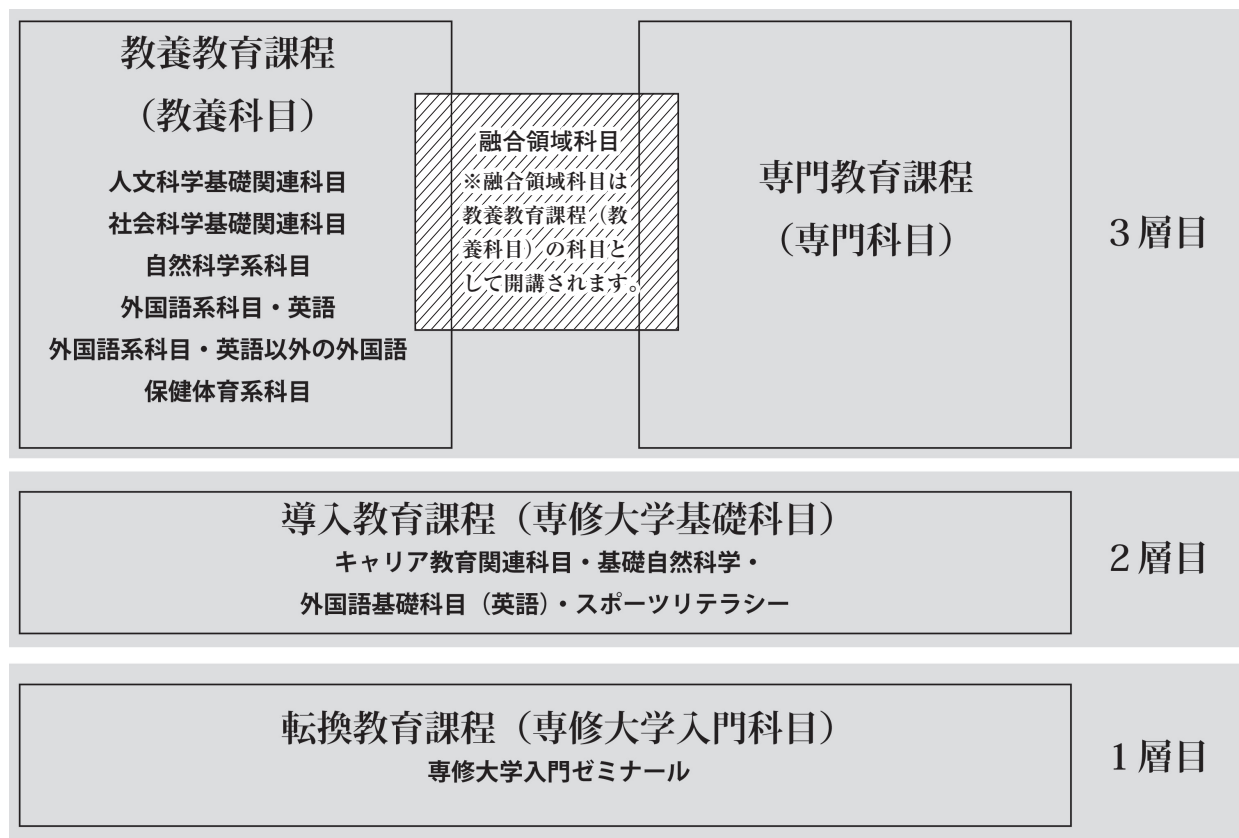 教養教育課程
（教養科目）
人文科学基礎関連科目
社会科学基礎関連科目
自然科学系科目
外国語系科目・英語
外国語系科目・英語以外の外国語
保健体育系科目
融合領域科目
※融合領域科目は
教養教育課程（教
養科目）の科目と
して開講されます。
専門教育課程
（専門科目）
3層目
導入教育課程（専修大学基礎科目）
キャリア教育関連科目・基礎自然科学・
外国語基礎科目（英語）・スポーツリテラシー
2層目
転換教育課程（専修大学入門科目）
専修大学入門ゼミナール
1層目